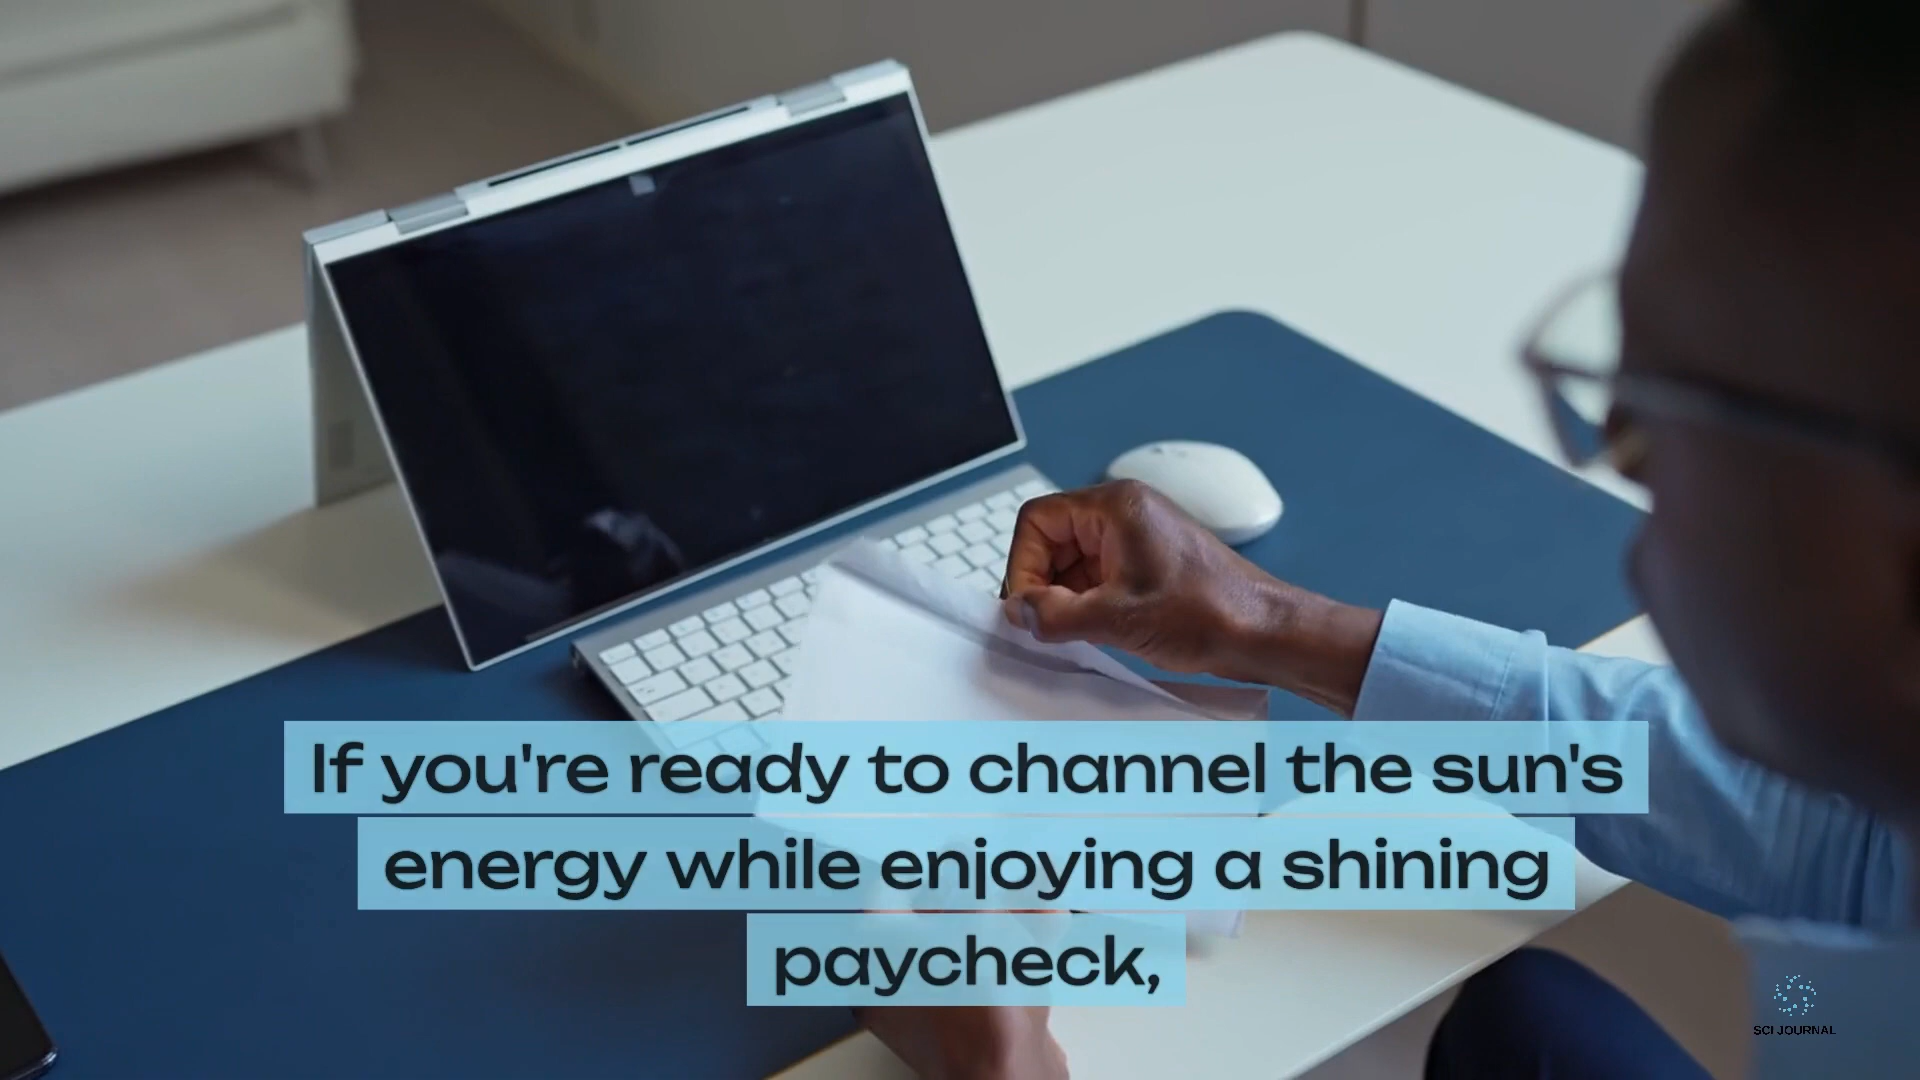 If you're ready to channel the sun's
energy while enjoying a shining
paycheck,
SCI JOURNAL